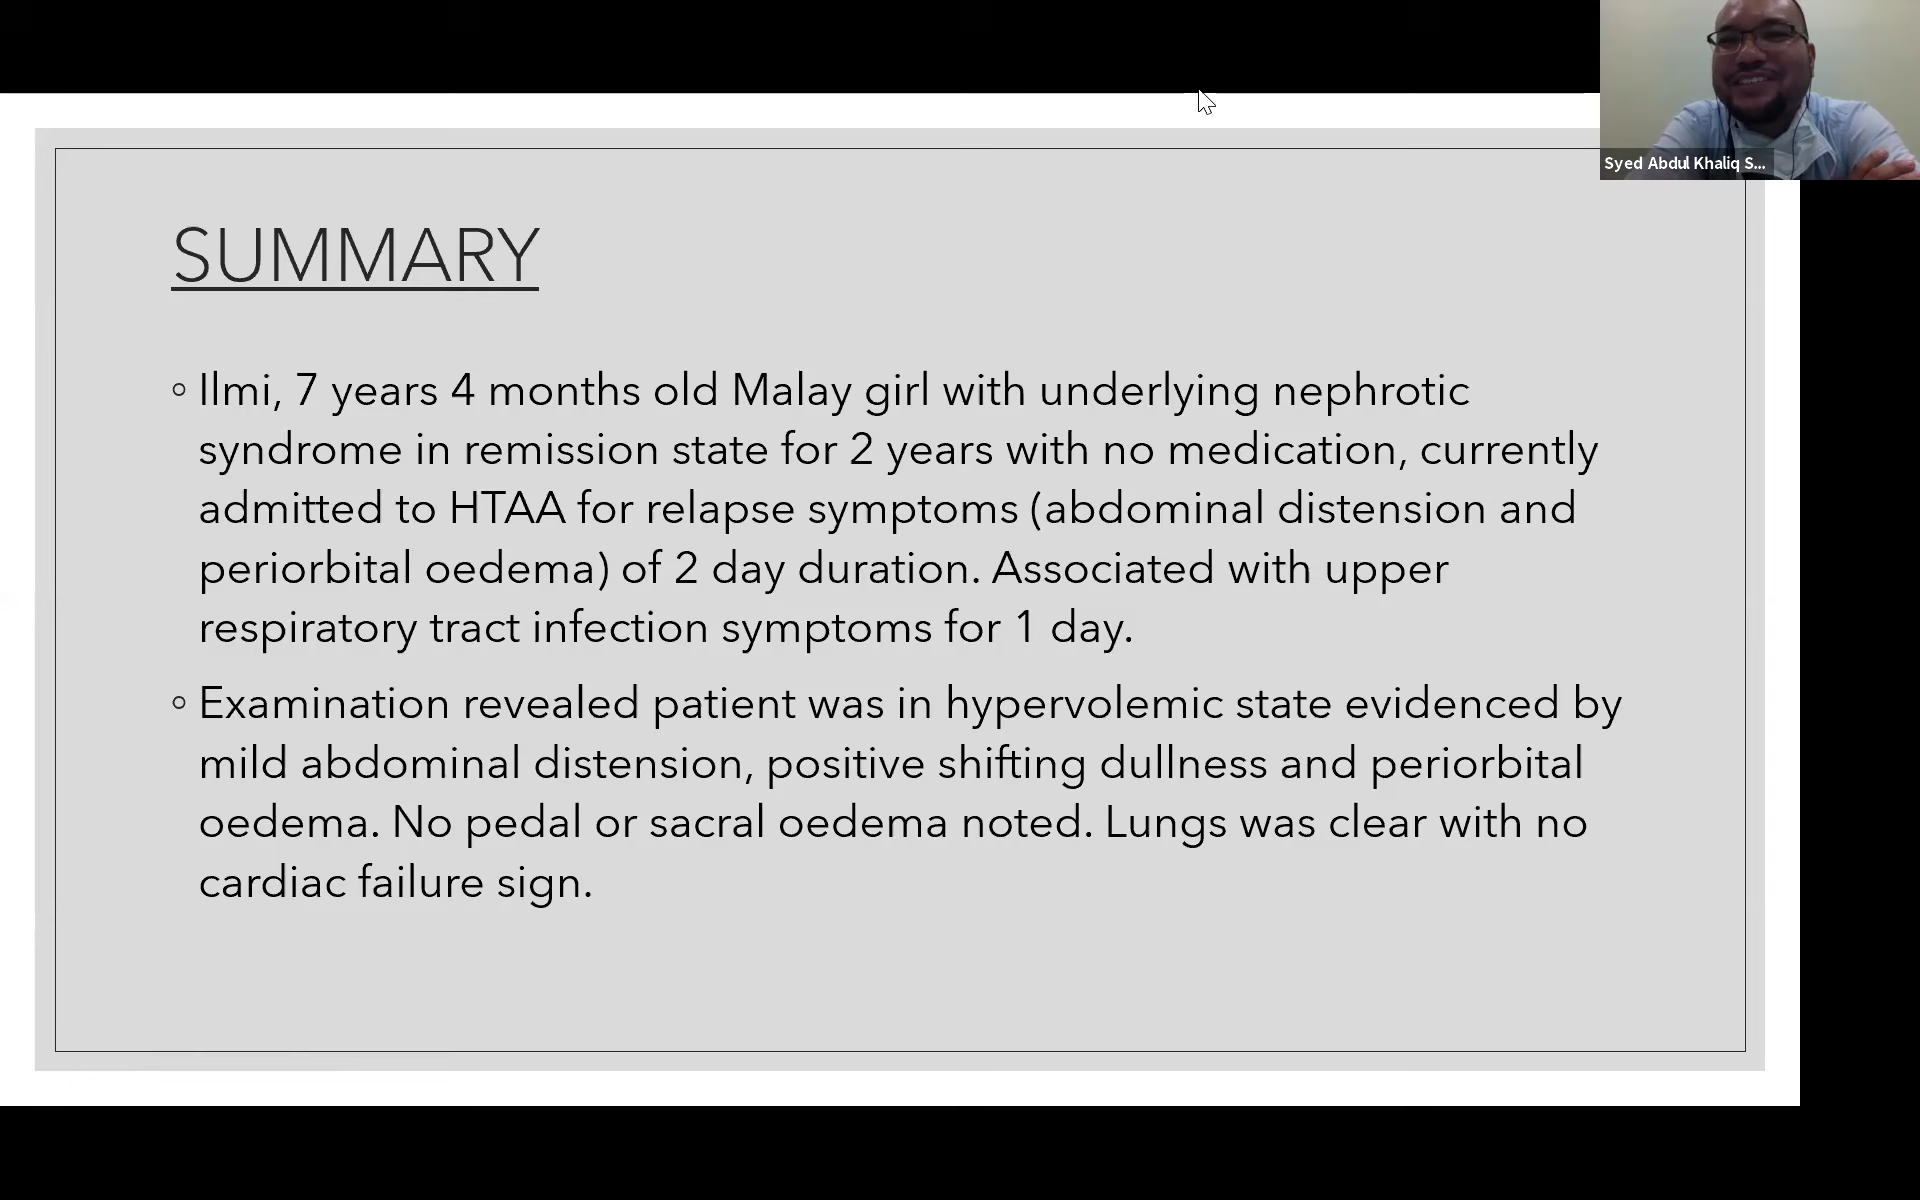 Syed Abdul Khaliq S...
SUMMARY
◦ Ilmi, 7 years 4 months old Malay girl with underlying nephrotic
syndrome in remission state for 2 years with no medication, currently
admitted to HTAA for relapse symptoms (abdominal distension and
periorbital oedema) of 2 day duration. Associated with upper
respiratory tract infection symptoms for 1 day.
◦ Examination revealed patient was in hypervolemic state evidenced by
mild abdominal distension, positive shifting dullness and periorbital
oedema. No pedal or sacral oedema noted. Lungs was clear with no
cardiac failure sign.